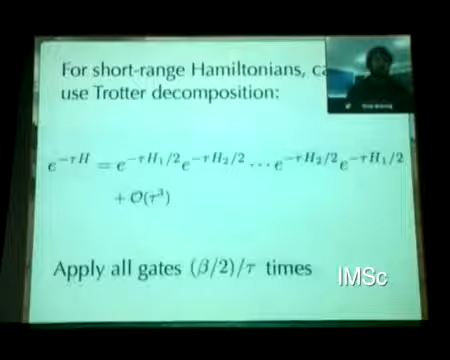 For short-range Hamiltonians, ca
use Trotter decomposition:
e^{-τH} = e^{-τH_1/2} e^{-τH_2/2} ⋯ e^{-τH_2/2} e^{-τH_1/2}
+ O(τ^3)
Apply all gates (β/2)/τ times
IMSc